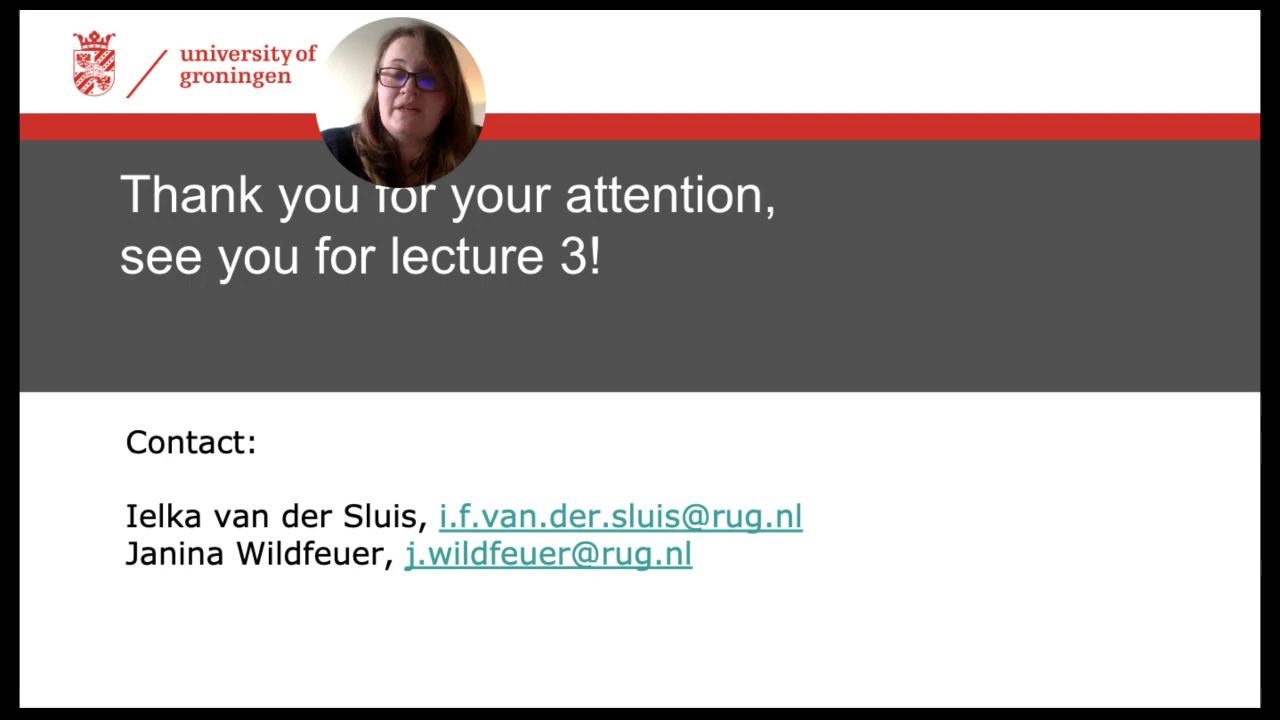 university of
groningen
Thank you for your attention,
see you for lecture 3!
Contact:
Ielka van der Sluis, i.f.van.der.sluis@rug.nl
Janina Wildfeuer, j.wildfeuer@rug.nl